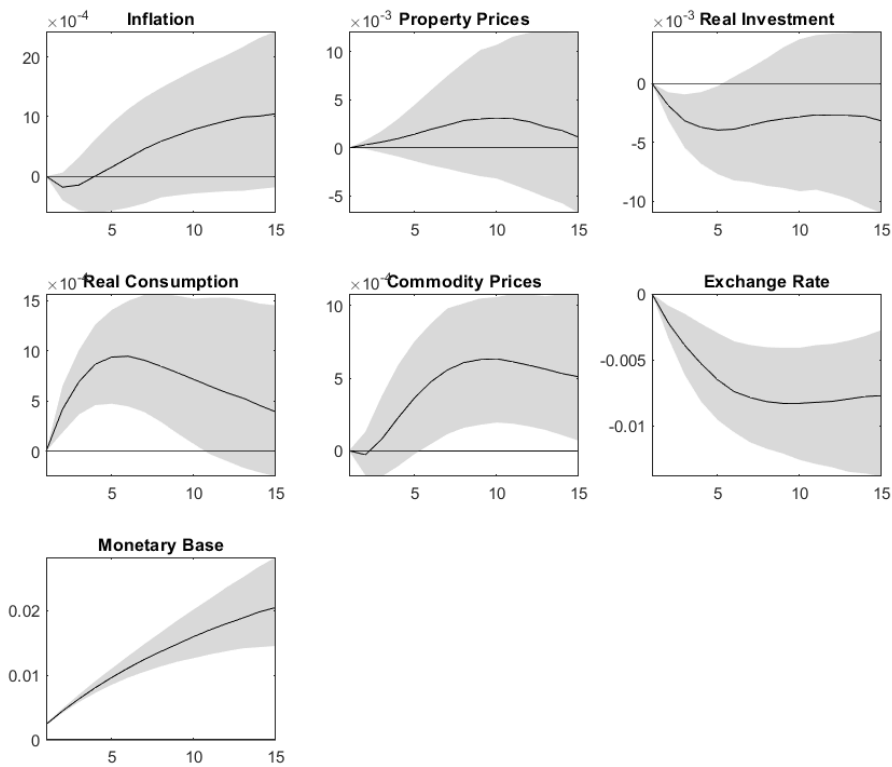 Inflation
×10⁻⁴
20
10
0
5 10 15
Property Prices
×10⁻³
10
5
0
-5
5 10 15
Real Investment
×10⁻³
0
-5
-10
5 10 15
Real Consumption
×10⁻⁴
15
10
5
0
5 10 15
Commodity Prices
×10⁻⁴
10
5
0
5 10 15
Exchange Rate
0
-0.005
-0.01
5 10 15
Monetary Base
0.02
0.01
0
5 10 15